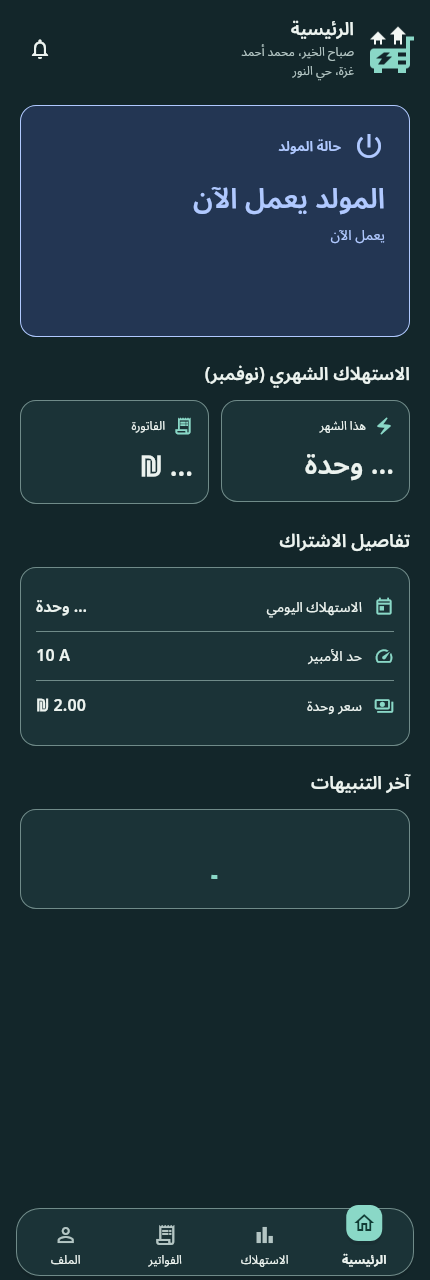 الرئيسية
صباح الخير، محمد أحمد
غزة، حي النور
حالة المولد
المولد يعمل الآن
يعمل الآن
الاستهلاك الشهري (نوفمبر)
هذا الشهر
... وحدة
الفاتورة
... ₪
تفاصيل الاشتراك
الاستهلاك اليومي
... وحدة
حد الأمبير
10 A
سعر وحدة
2.00 ₪
آخر التنبيهات
-
الرئيسية
الاستهلاك
الفواتير
الملف